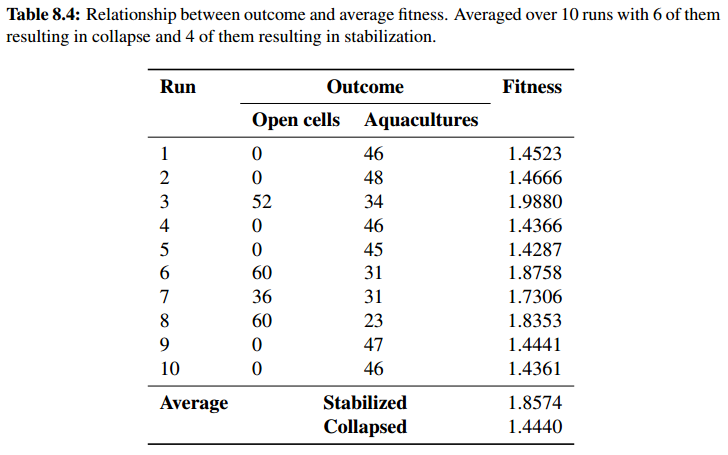 Table 8.4: Relationship between outcome and average fitness. Averaged over 10 runs with 6 of them
resulting in collapse and 4 of them resulting in stabilization.
Run Outcome Fitness
Open cells Aquacultures
1 0 46 1.4523
2 0 48 1.4666
3 52 34 1.9880
4 0 46 1.4366
5 0 45 1.4287
6 60 31 1.8758
7 36 31 1.7306
8 60 23 1.8353
9 0 47 1.4441
10 0 46 1.4361
Average Stabilized 1.8574
Collapsed 1.4440